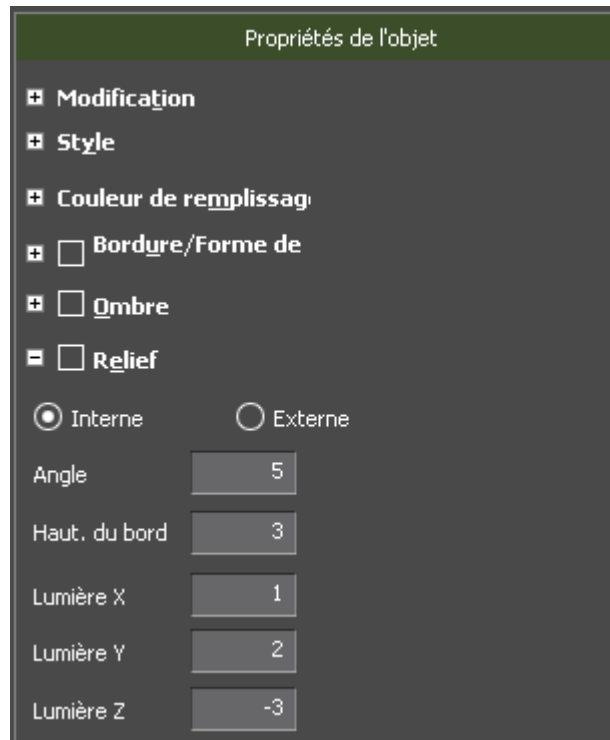 Propriétés de l'objet
Modification
Style
Couleur de remplissag
Bordure/Forme de
Ombre
Relief
Interne Externe
Angle 5
Haut. du bord 3
Lumière X 1
Lumière Y 2
Lumière Z -3